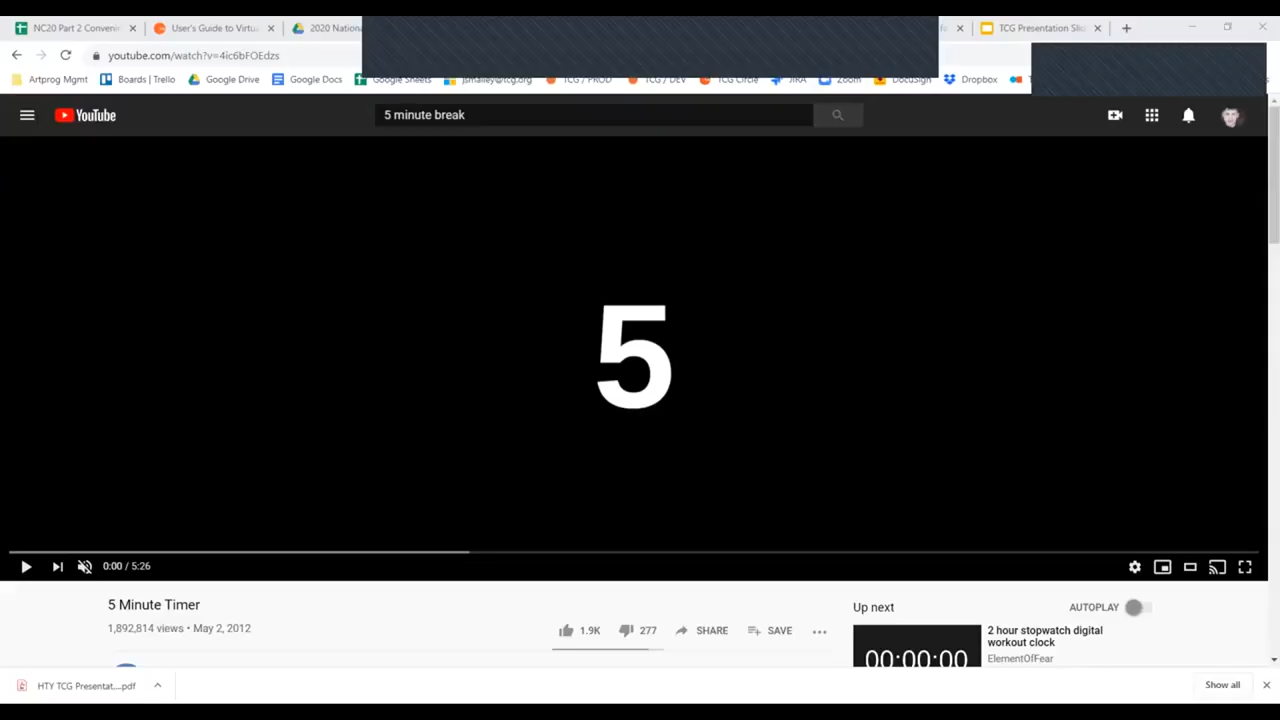 NC20 Part 2 Conveni
User's Guide to Virtu
2020 Nationa
TCG Presentation Slid
youtube.com/watch?v=4ic6bFOEdzs
Artprog Mgmt
Boards | Trello
Google Drive
Google Docs
Google Sheets
jsmalley@tcg.org
TCG / PROD
TCG / DEV
TCG Circle
JIRA
Zoom
DocuSign
Dropbox
YouTube
5 minute break
5
0:00 / 5:26
5 Minute Timer
1,892,814 views • May 2, 2012
1.9K
277
SHARE
SAVE
Up next
AUTOPLAY
00:00:00
2 hour stopwatch digital
workout clock
ElementOfFear
HTY TCG Presentat....pdf
Show all